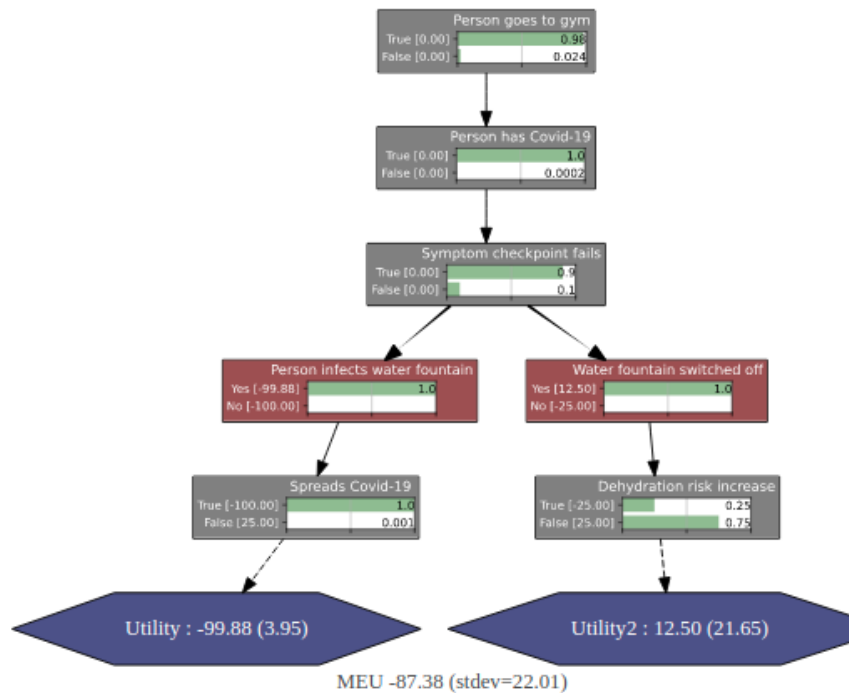 Person goes to gym
True [0.00] 0.98
False [0.00] 0.024
Person has Covid-19
True [0.00] 1.0
False [0.00] 0.0002
Symptom checkpoint fails
True [0.00] 0.9
False [0.00] 0.1
Person infects water fountain
Yes [-99.88] 1.0
No [-100.00]
Water fountain switched off
Yes [12.50] 1.0
No [-25.00]
Spreads Covid-19
True [-100.00] 1.0
False [25.00] 0.001
Dehydration risk increase
True [-25.00] 0.25
False [25.00] 0.75
Utility : -99.88 (3.95)
Utility2 : 12.50 (21.65)
MEU -87.38 (stdev=22.01)